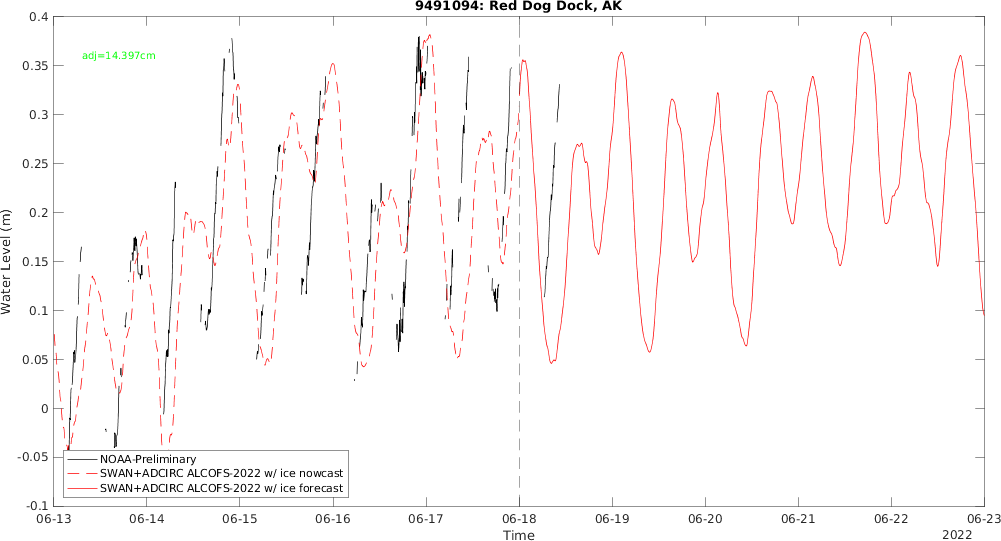 9491094: Red Dog Dock, AK
adj=14.397cm
Water Level (m)
0.4
0.35
0.3
0.25
0.2
0.15
0.1
0.05
0
-0.05
-0.1
NOAA-Preliminary
SWAN+ADCIRC ALCOFS-2022 w/ ice nowcast
SWAN+ADCIRC ALCOFS-2022 w/ ice forecast
06-13 06-14 06-15 06-16 06-17 06-18 06-19 06-20 06-21 06-22 06-23
Time
2022